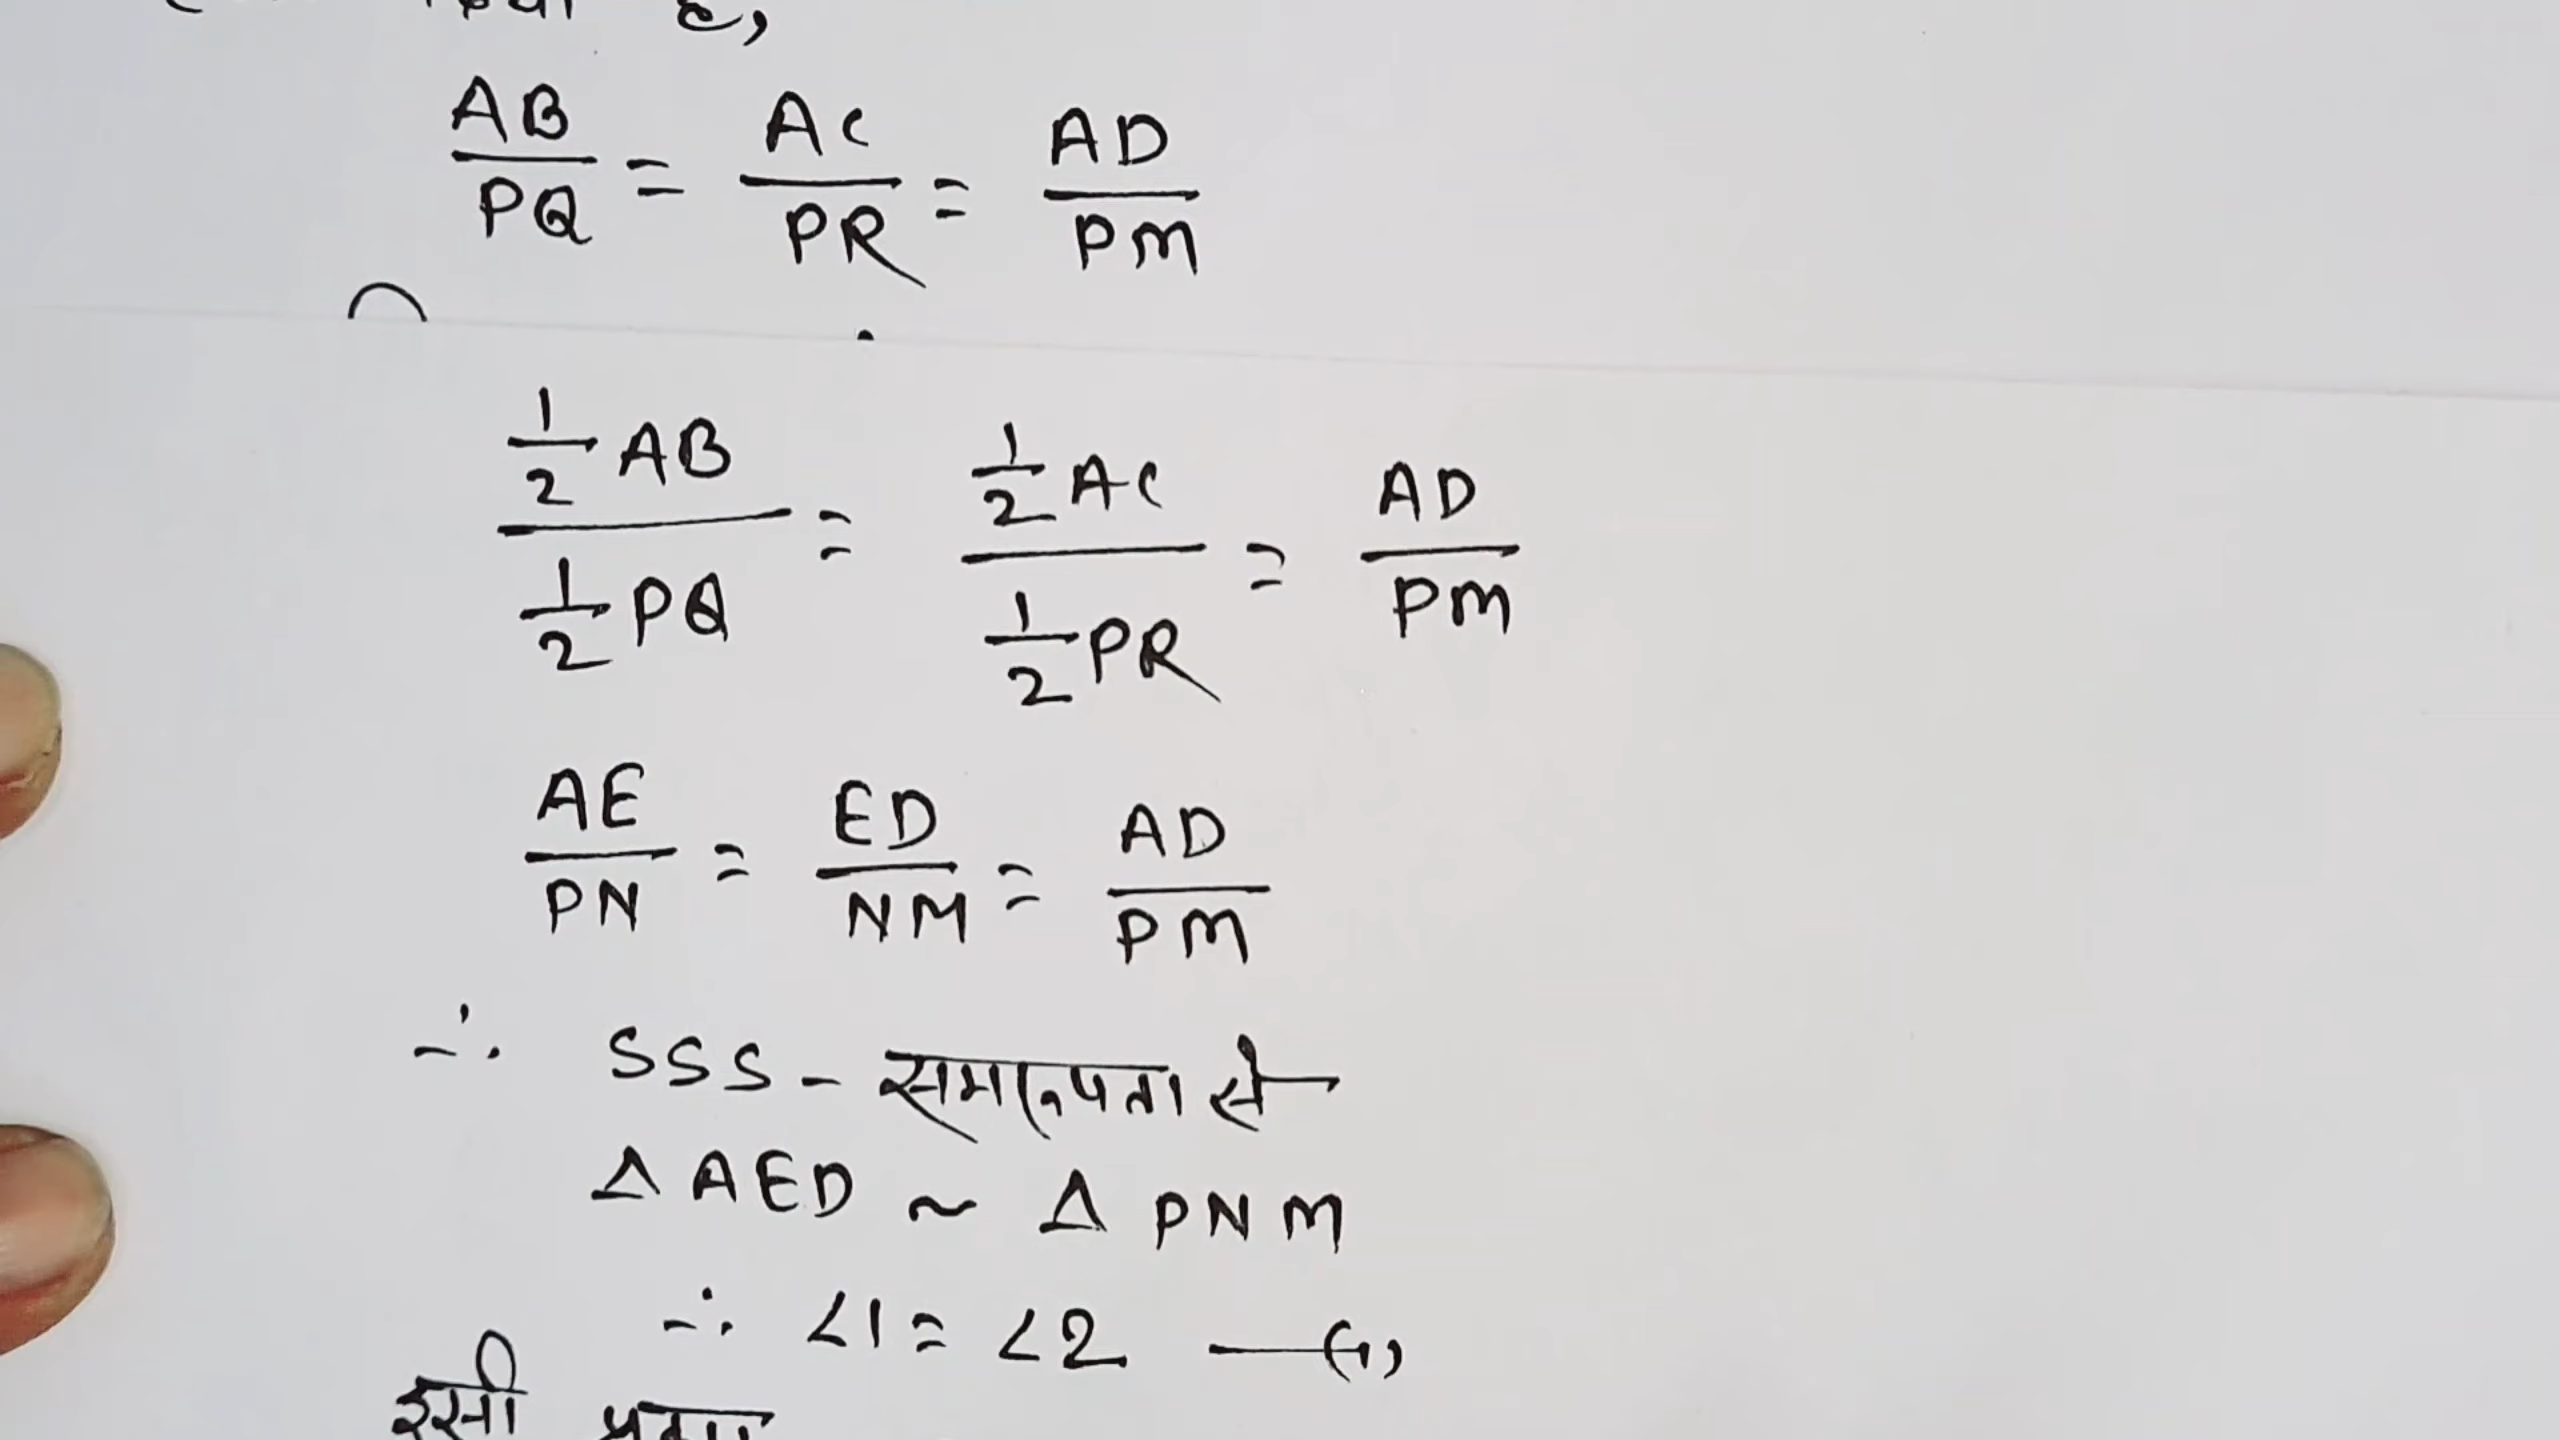 है,
AB/PQ = AC/PR = AD/PM
½ AB / ½ PQ = ½ AC / ½ PR = AD/PM
AE/PN = ED/NM = AD/PM
∴ SSS - समरूपता से
Δ AED ~ Δ PNM
∴ ∠1 = ∠2 —(i)
इसी प्रकार